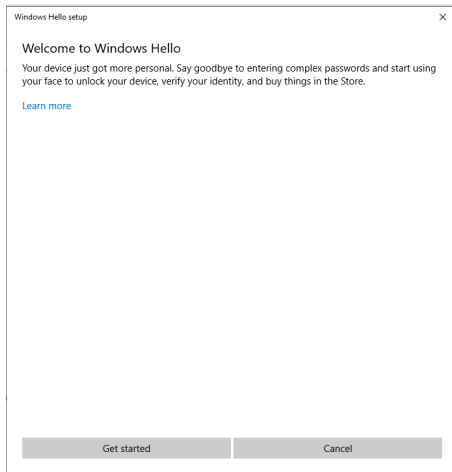 Windows Hello setup
Welcome to Windows Hello
Your device just got more personal. Say goodbye to entering complex passwords and start using
your face to unlock your device, verify your identity, and buy things in the Store.
Learn more
Get started
Cancel